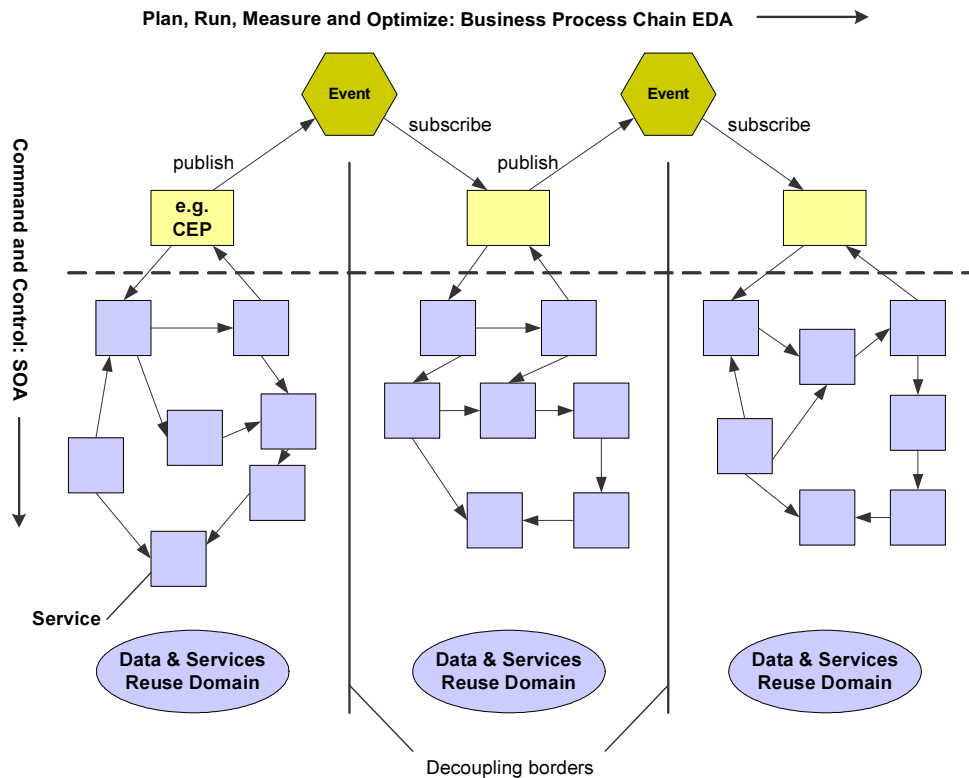 Plan, Run, Measure and Optimize: Business Process Chain EDA
Event
Event
subscribe
subscribe
publish
publish
Command and Control: SOA
e.g.
CEP
Service
Data & Services
Reuse Domain
Data & Services
Reuse Domain
Data & Services
Reuse Domain
Decoupling borders